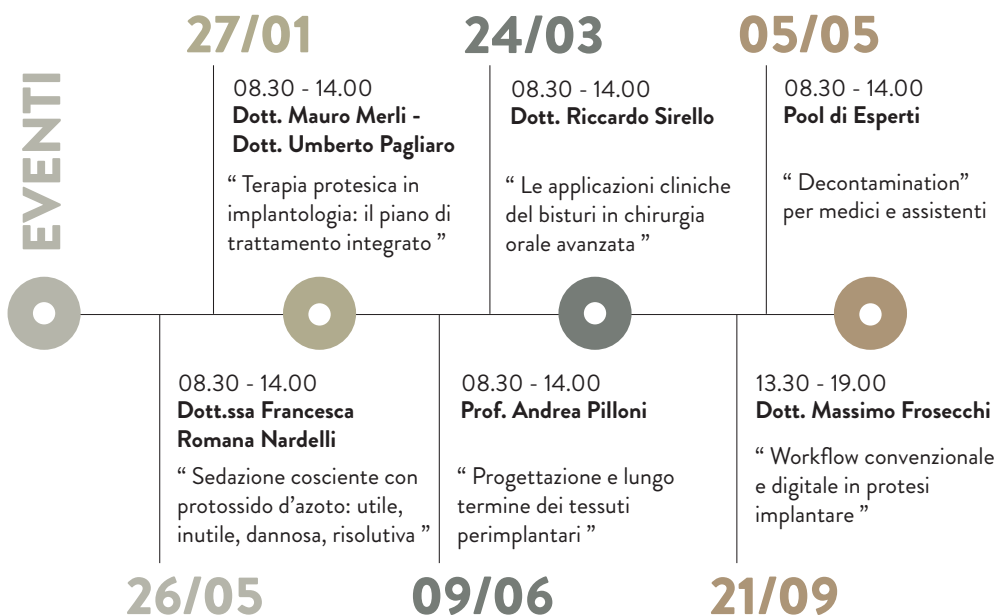 EVENTI
27/01
08.30 - 14.00
Dott. Mauro Merli -
Dott. Umberto Pagliaro
“ Terapia protesica in
implantologia: il piano di
trattamento integrato ”
24/03
08.30 - 14.00
Dott. Riccardo Sirello
“ Le applicazioni cliniche
del bisturi in chirurgia
orale avanzata ”
05/05
08.30 - 14.00
Pool di Esperti
“ Decontamination”
per medici e assistenti
08.30 - 14.00
Dott.ssa Francesca
Romana Nardelli
“ Sedazione cosciente con
protossido d’azoto: utile,
inutile, dannosa, risolutiva ”
26/05
08.30 - 14.00
Prof. Andrea Pilloni
“ Progettazione e lungo
termine dei tessuti
perimplantari ”
09/06
13.30 - 19.00
Dott. Massimo Frosecchi
“ Workflow convenzionale
e digitale in protesi
implantare ”
21/09